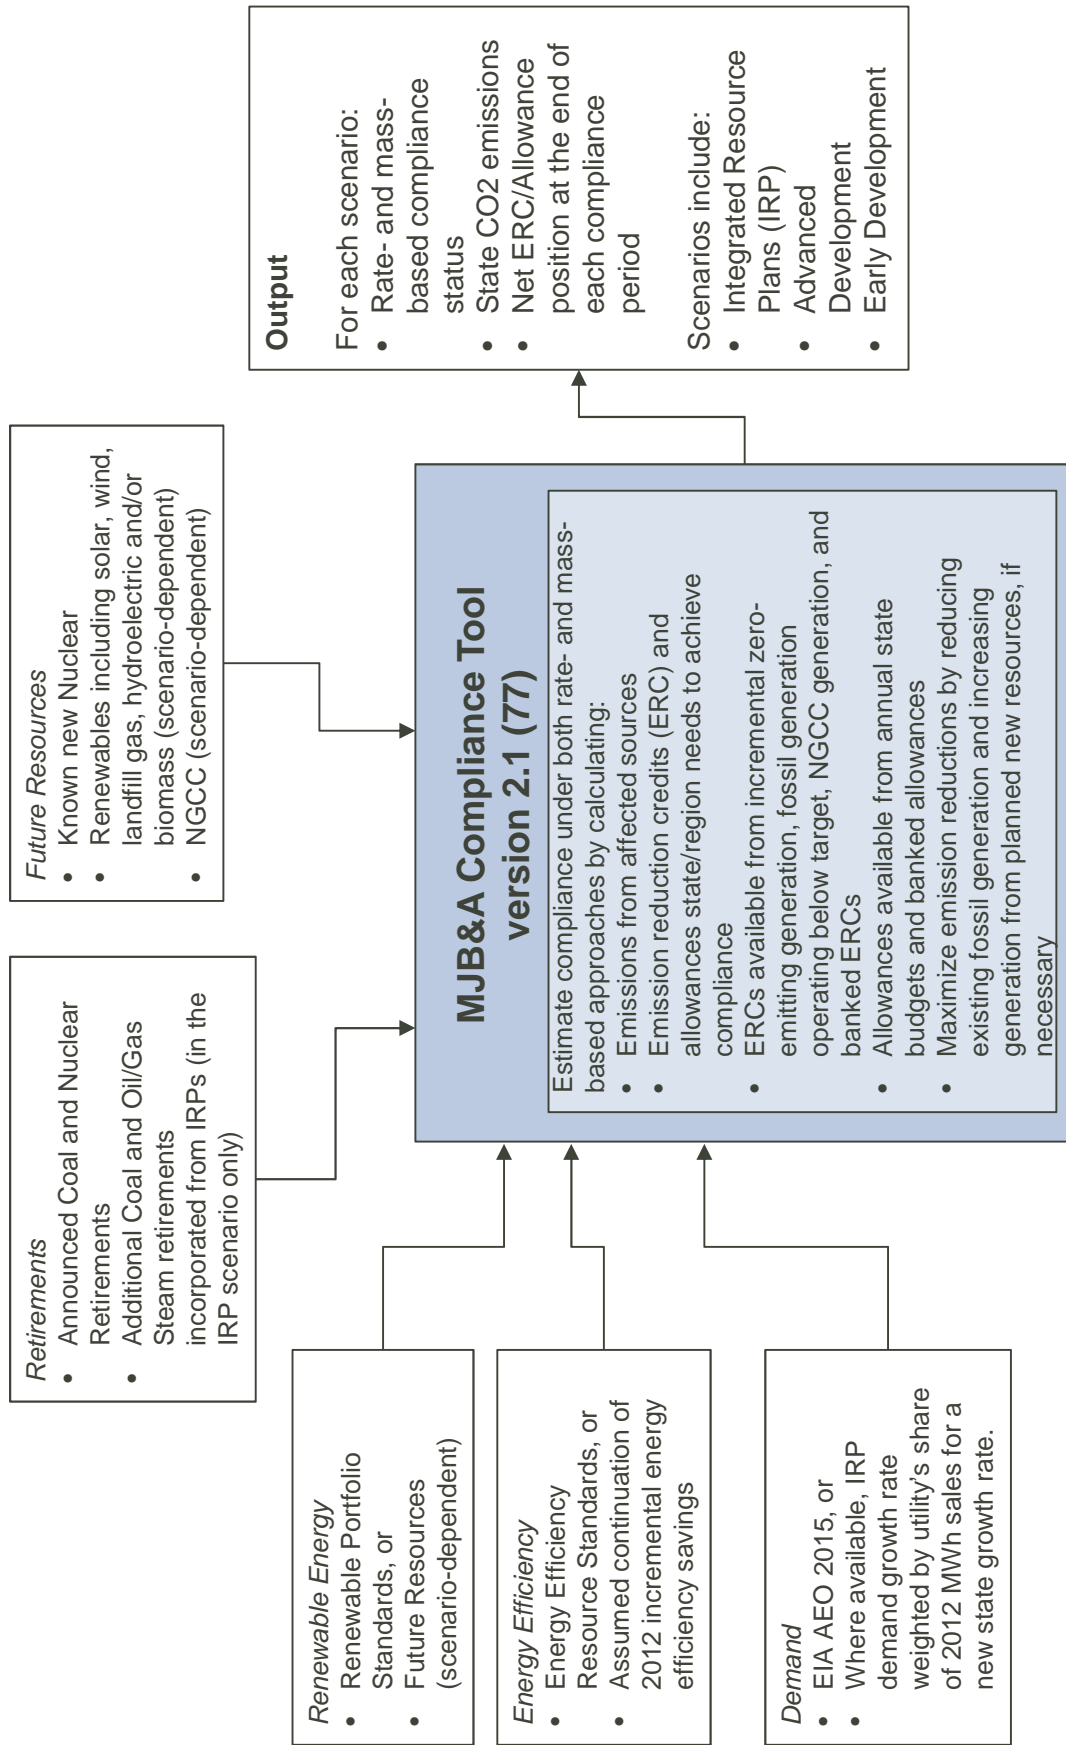 Retirements
• Announced Coal and Nuclear
Retirements
• Additional Coal and Oil/Gas
Steam retirements
incorporated from IRPs (in the
IRP scenario only)
Future Resources
• Known new Nuclear
• Renewables including solar, wind,
landfill gas, hydroelectric and/or
biomass (scenario-dependent)
• NGCC (scenario-dependent)
Renewable Energy
• Renewable Portfolio
Standards, or
• Future Resources
(scenario-dependent)
Energy Efficiency
• Energy Efficiency
Resource Standards, or
• Assumed continuation of
2012 incremental energy
efficiency savings
Demand
• EIA AEO 2015, or
• Where available, IRP
demand growth rate
weighted by utility's share
of 2012 MWh sales for a
new state growth rate.
MJB&A Compliance Tool
version 2.1 (77)
Estimate compliance under both rate- and mass-
based approaches by calculating:
• Emissions from affected sources
• Emission reduction credits (ERC) and
allowances state/region needs to achieve
compliance
• ERCs available from incremental zero-
emitting generation, fossil generation
operating below target, NGCC generation, and
banked ERCs
• Allowances available from annual state
budgets and banked allowances
• Maximize emission reductions by reducing
existing fossil generation and increasing
generation from planned new resources, if
necessary
Output
For each scenario:
• Rate- and mass-
based compliance
status
• State CO2 emissions
• Net ERC/Allowance
position at the end of
each compliance
period
Scenarios include:
• Integrated Resource
Plans (IRP)
• Advanced
Development
• Early Development